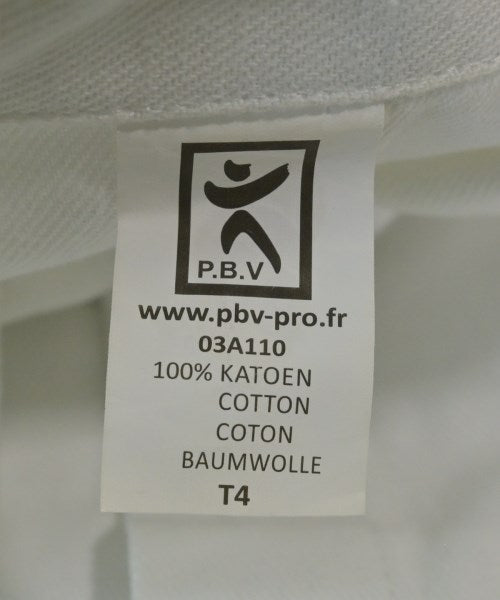 P.B.V
www.pbv-pro.fr
03A110
100% KATOEN
COTTON
COTON
BAUMWOLLE
T4